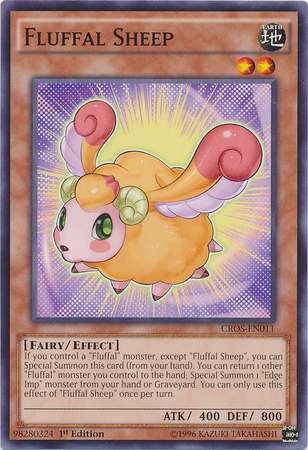 FLUFFAL SHEEP
EARTH
地
CROS-EN011
[FAIRY/EFFECT]
If you control a "Fluffal" monster, except "Fluffal Sheep", you can
Special Summon this card (from your hand). You can return 1 other
"Fluffal" monster you control to the hand; Special Summon 1 "Edge
Imp" monster from your hand or Graveyard. You can only use this
effect of "Fluffal Sheep" once per turn.
ATK/ 400 DEF/ 800
98280324 1st Edition ©1996 KAZUKI TAKAHASHI